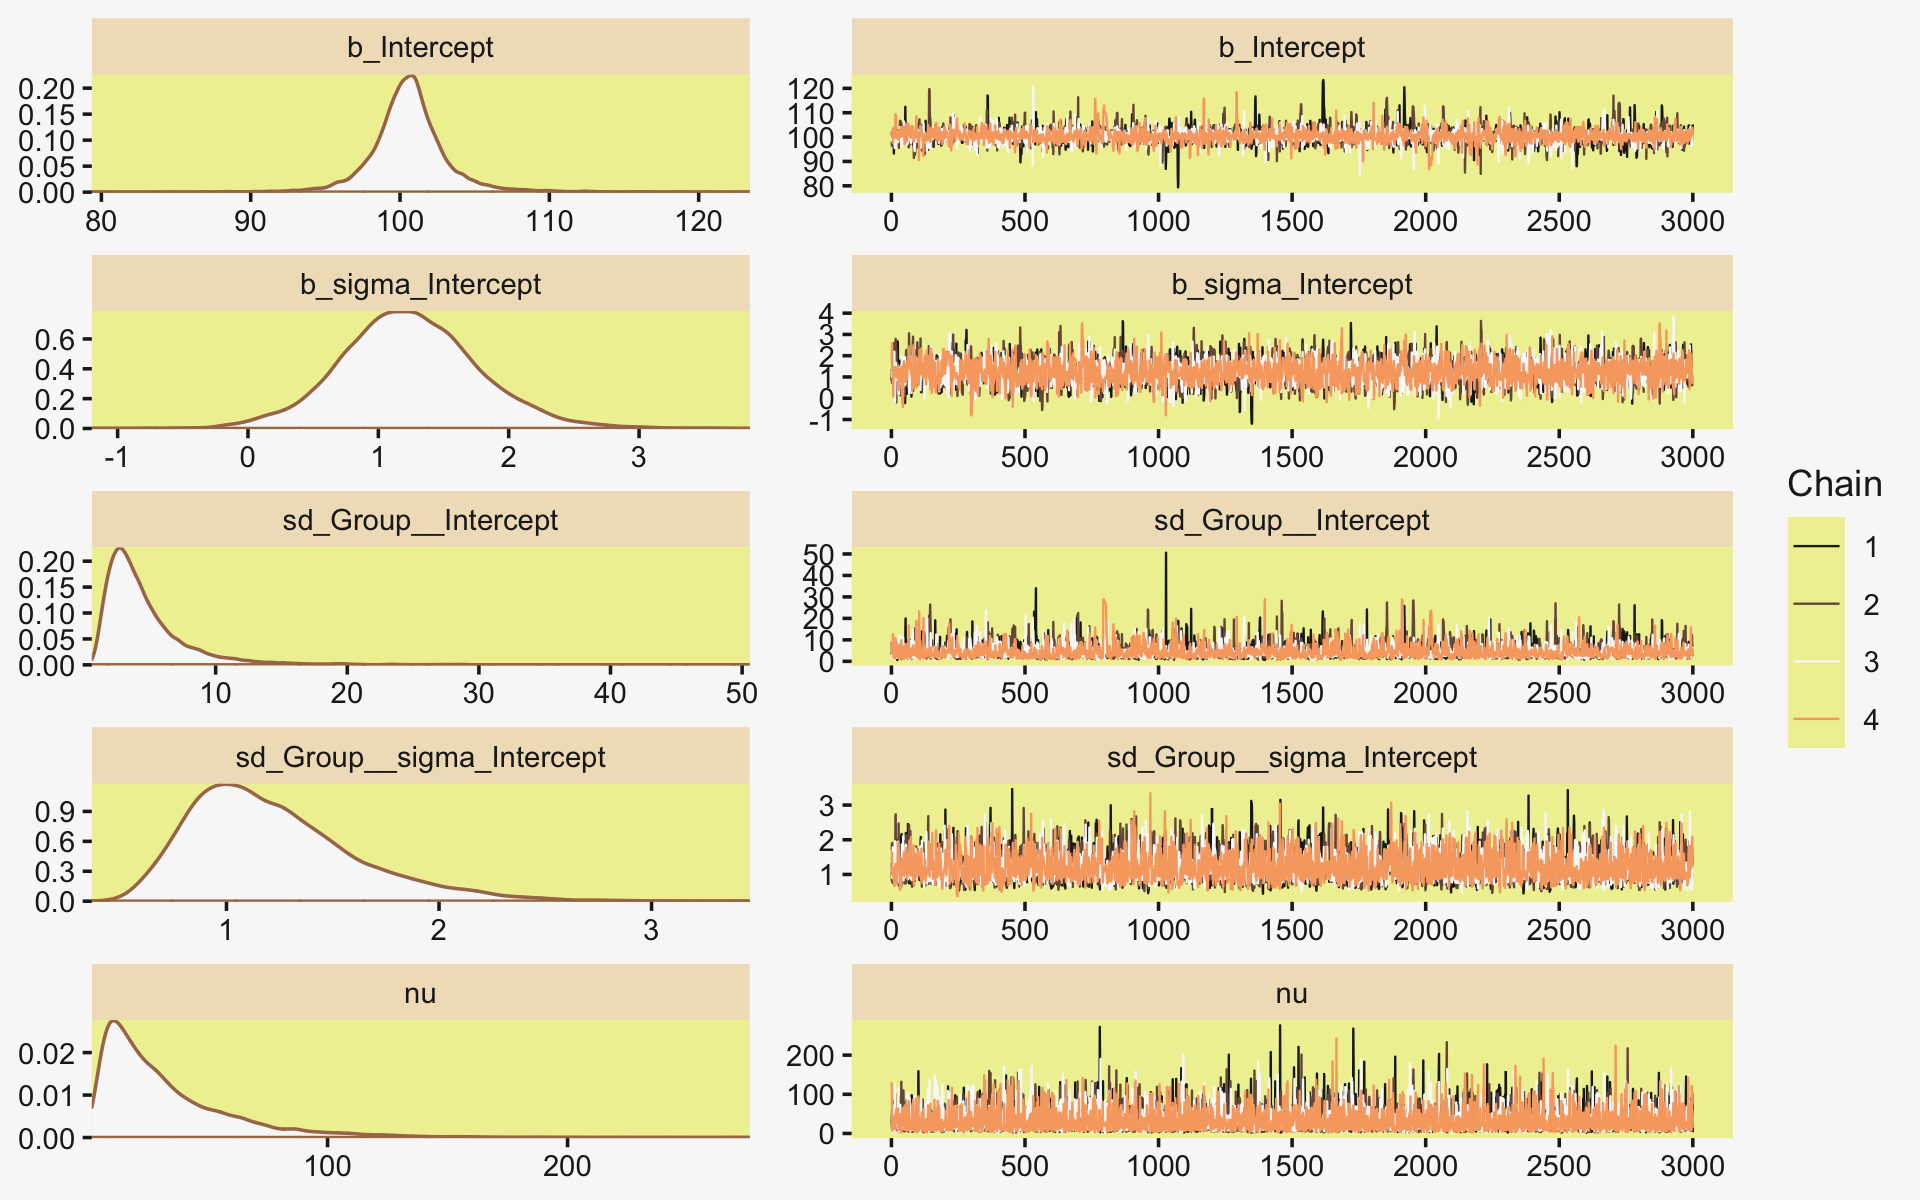 b_Intercept
0.20
0.15
0.10
0.05
0.00
80 90 100 110 120
b_Intercept
120
110
100
90
80
0 500 1000 1500 2000 2500 3000
b_sigma_Intercept
0.6
0.4
0.2
0.0
-1 0 1 2 3
b_sigma_Intercept
4
3
2
1
0
-1
0 500 1000 1500 2000 2500 3000
sd_Group__Intercept
0.20
0.15
0.10
0.05
0.00
10 20 30 40 50
sd_Group__Intercept
50
40
30
20
10
0
0 500 1000 1500 2000 2500 3000
sd_Group__sigma_Intercept
0.9
0.6
0.3
0.0
1 2 3
sd_Group__sigma_Intercept
3
2
1
0 500 1000 1500 2000 2500 3000
nu
0.02
0.01
0.00
100 200
nu
200
100
0
0 500 1000 1500 2000 2500 3000
Chain
1
2
3
4